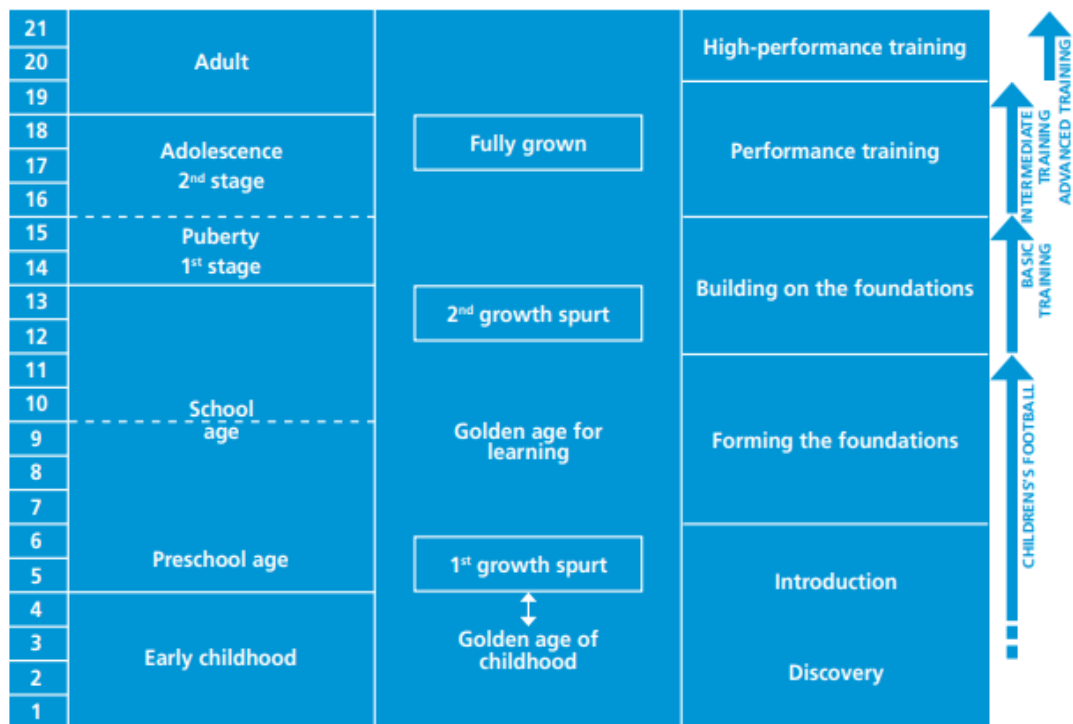 21
20
19
18
17
16
15
14
13
12
11
10
9
8
7
6
5
4
3
2
1
Adult
Adolescence
2nd stage
Puberty
1st stage
School
age
Preschool age
Early childhood
Fully grown
2nd growth spurt
Golden age for
learning
1st growth spurt
Golden age of
childhood
High-performance training
Performance training
Building on the foundations
Forming the foundations
Introduction
Discovery
ADVANCED TRAINING
INTERMEDIATE
TRAINING
BASIC
TRAINING
CHILDRENS'S FOOTBALL